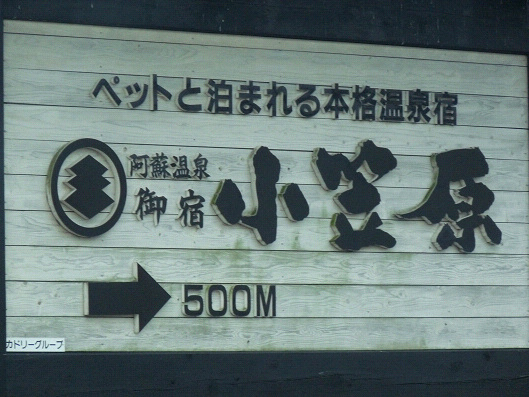 ペットと泊まれる本格温泉宿
阿蘇温泉
御宿 小笠原
500M
カドリーグループ